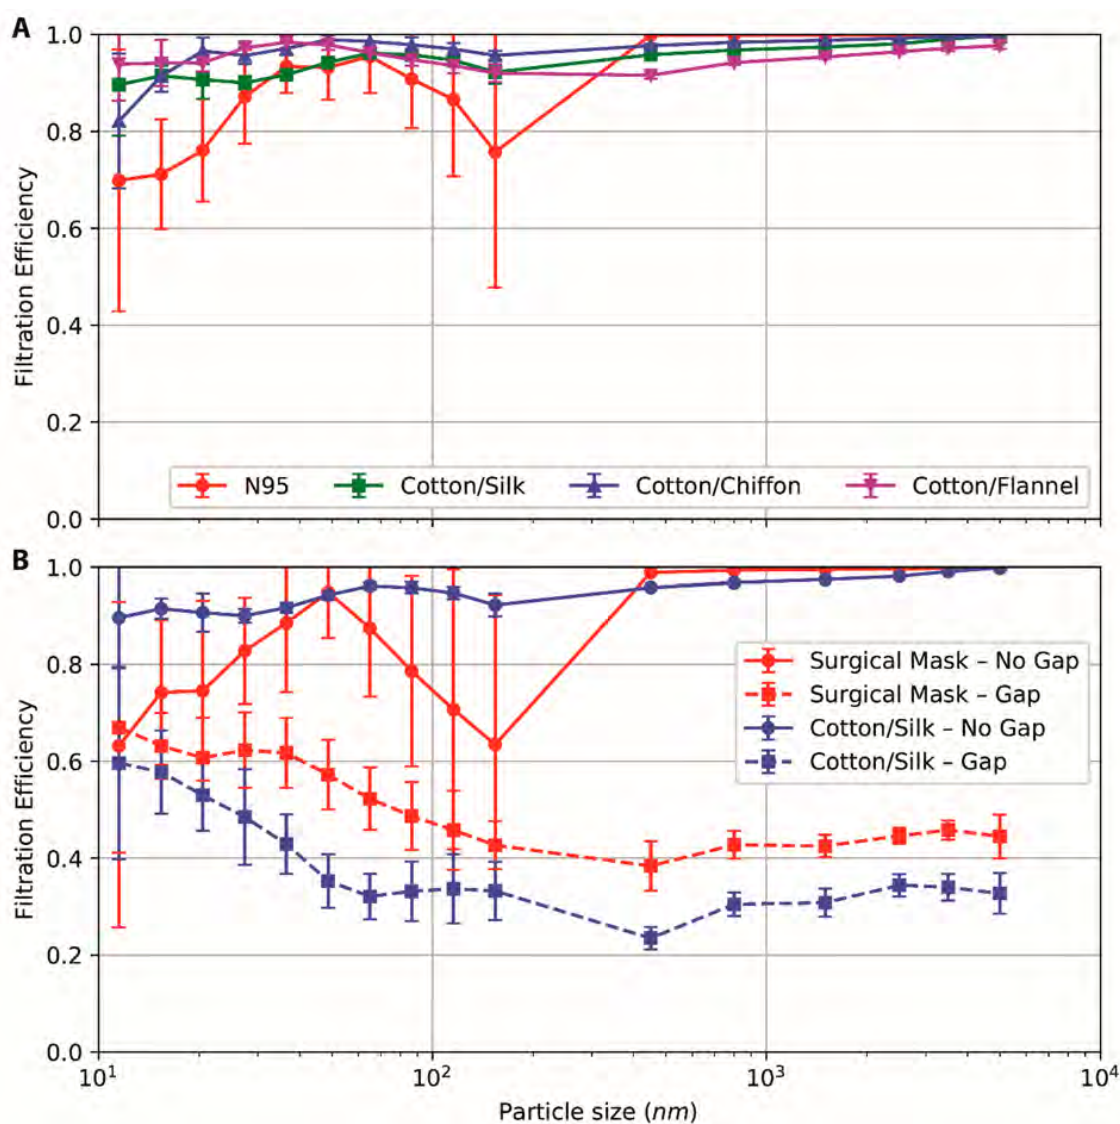 A
1.0
0.8
0.6
0.4
0.2
0.0
Filtration Efficiency
N95 Cotton/Silk Cotton/Chiffon Cotton/Flannel
B
1.0
0.8
0.6
0.4
0.2
0.0
Filtration Efficiency
Surgical Mask – No Gap
Surgical Mask – Gap
Cotton/Silk – No Gap
Cotton/Silk – Gap
10¹ 10² 10³ 10⁴
Particle size (nm)